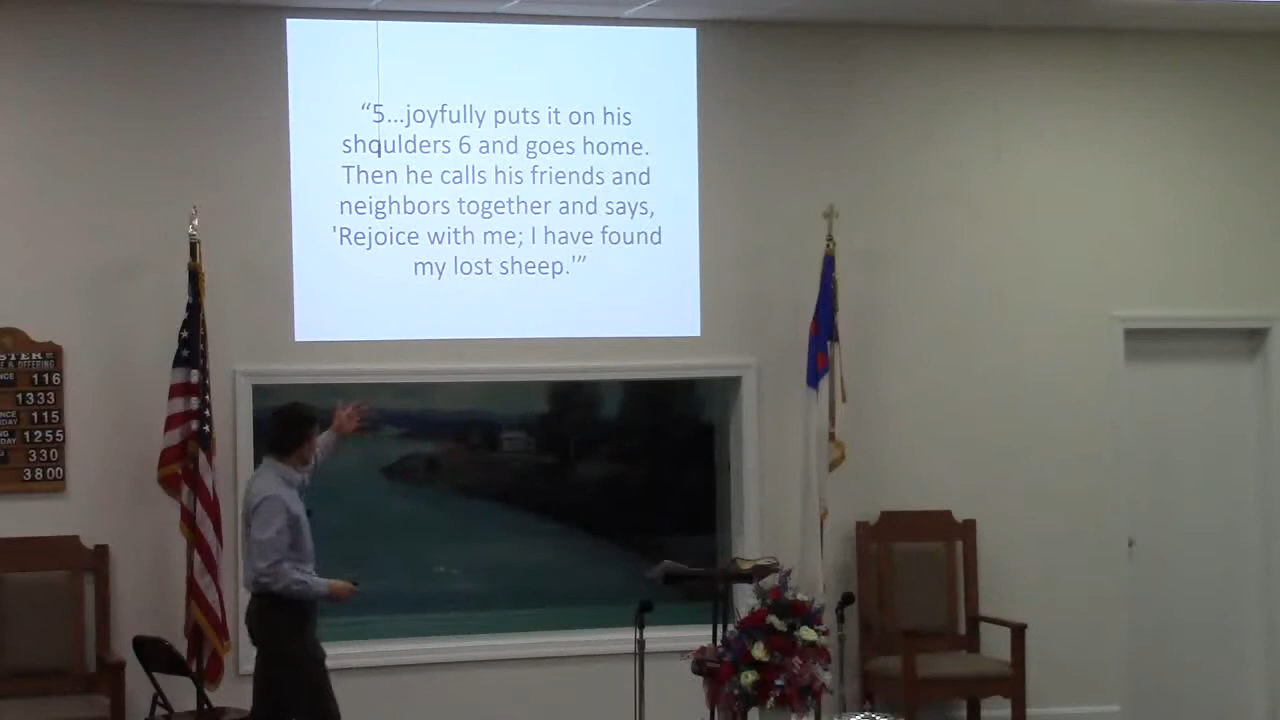 “5...joyfully puts it on his
shoulders 6 and goes home.
Then he calls his friends and
neighbors together and says,
'Rejoice with me; I have found
my lost sheep.'”
& OFFERING
116
1333
115
1255
330
3800